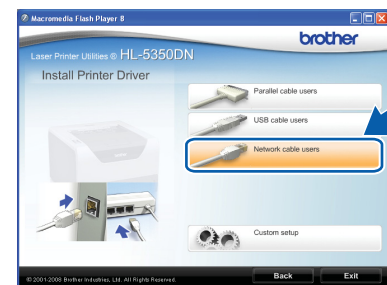 Macromedia Flash Player 8
brother
Laser Printer Utilities ® HL-5350DN
Install Printer Driver
Parallel cable users
USB cable users
Network cable users
Custom setup
© 2001-2008 Brother Industries, Ltd. All Rights Reserved.
Back
Exit